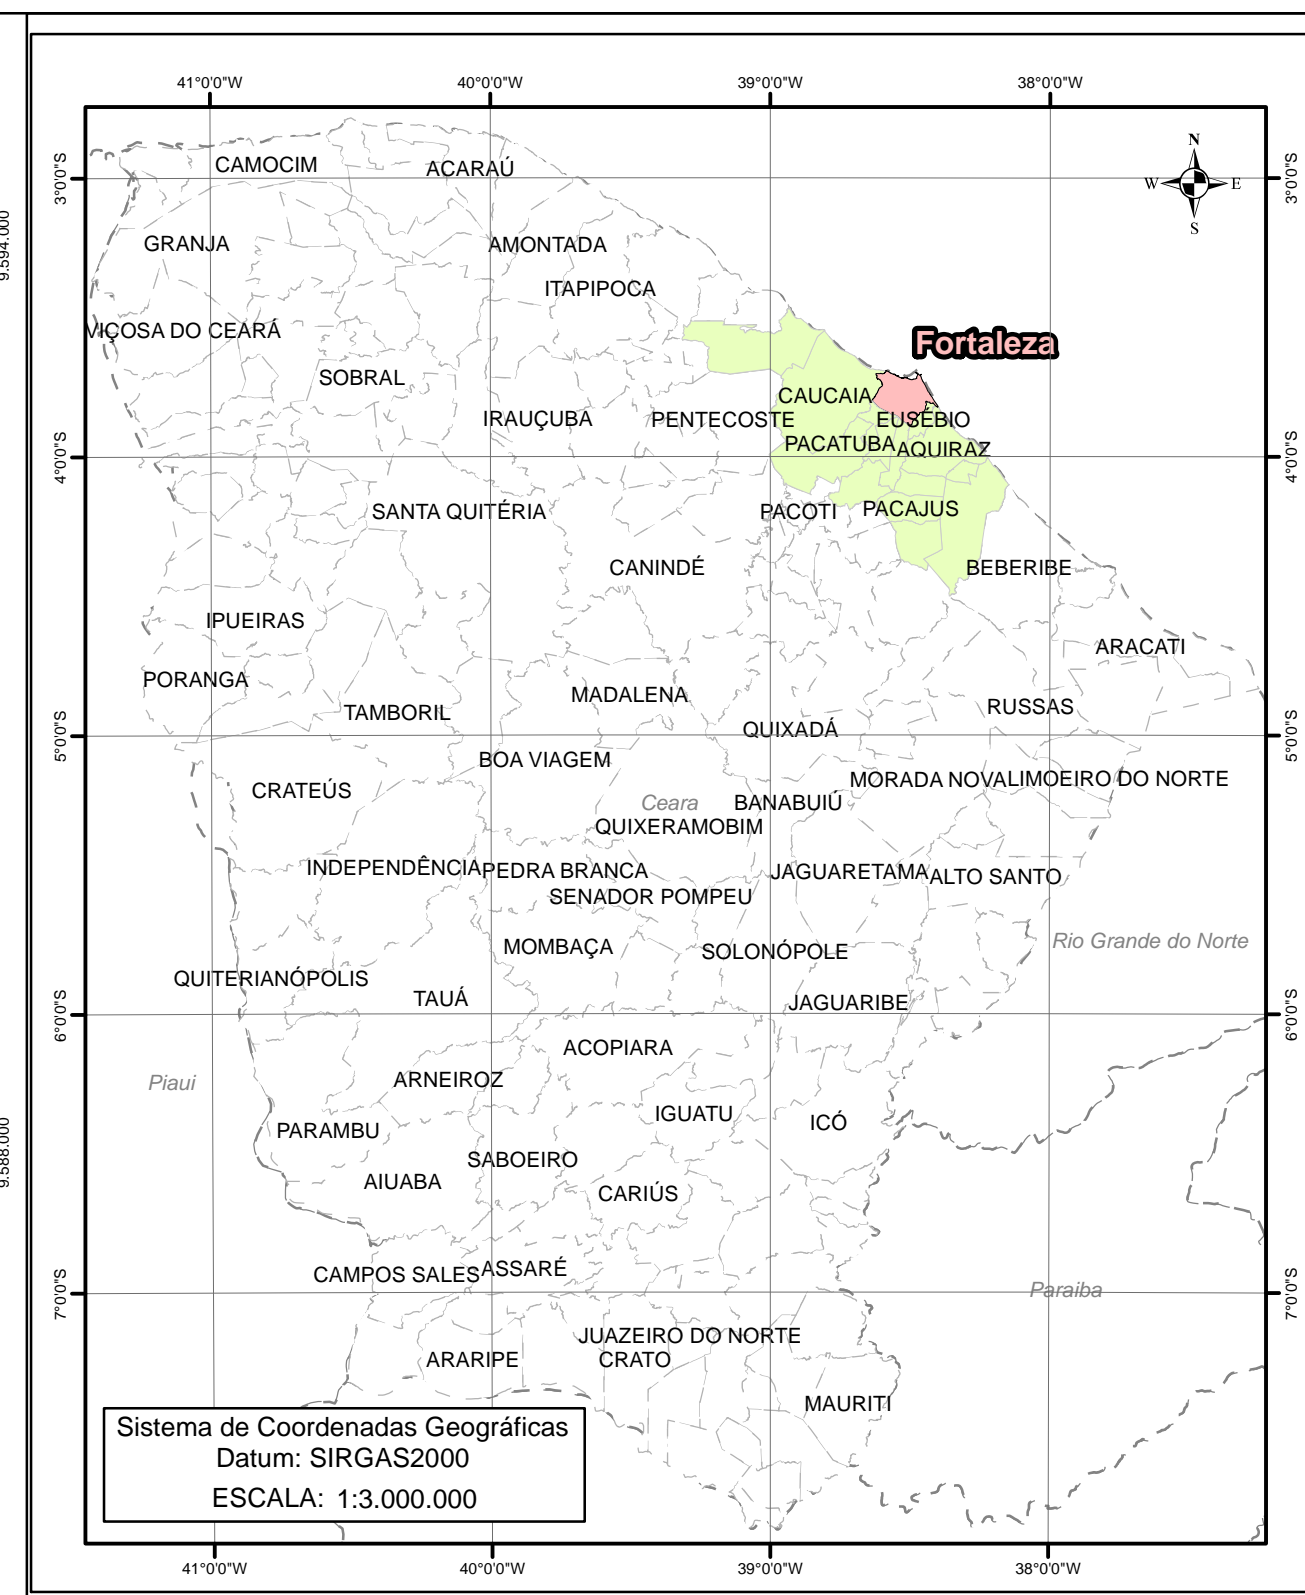 41°0'0"W 40°0'0"W 39°0'0"W 38°0'0"W
N
W E
S
3°0'0"S 3°0'0"S
9.594.000
CAMOCIM ACARAÚ
GRANJA AMONTADA
ITAPIPOCA
VIÇOSA DO CEARÁ
Fortaleza
SOBRAL
CAUCAIA
IRAUÇUBA PENTECOSTE EUSÉBIO
PACATUBA AQUIRAZ
4°0'0"S 4°0'0"S
SANTA QUITÉRIA PACOTI PACAJUS
CANINDÉ BEBERIBE
IPUEIRAS
ARACATI
PORANGA
MADALENA
TAMBORIL RUSSAS
QUIXADÁ
5°0'0"S 5°0'0"S
BOA VIAGEM
MORADA NOVA LIMOEIRO DO NORTE
CRATEÚS
Ceara BANABUIÚ
QUIXERAMOBIM
INDEPENDÊNCIA PEDRA BRANCA JAGUARETAMA ALTO SANTO
SENADOR POMPEU
Rio Grande do Norte
MOMBAÇA SOLONÓPOLE
QUITERIANÓPOLIS
TAUÁ JAGUARIBE
6°0'0"S 6°0'0"S
ACOPIARA
Piaui ARNEIROZ
IGUATU ICÓ
PARAMBU
9.588.000
SABOEIRO
AIUABA CARIÚS
CAMPOS SALES ASSARÉ
7°0'0"S 7°0'0"S
Paraiba
JUAZEIRO DO NORTE
ARARIPE CRATO
MAURITI
Sistema de Coordenadas Geográficas
Datum: SIRGAS2000
ESCALA: 1:3.000.000
41°0'0"W 40°0'0"W 39°0'0"W 38°0'0"W